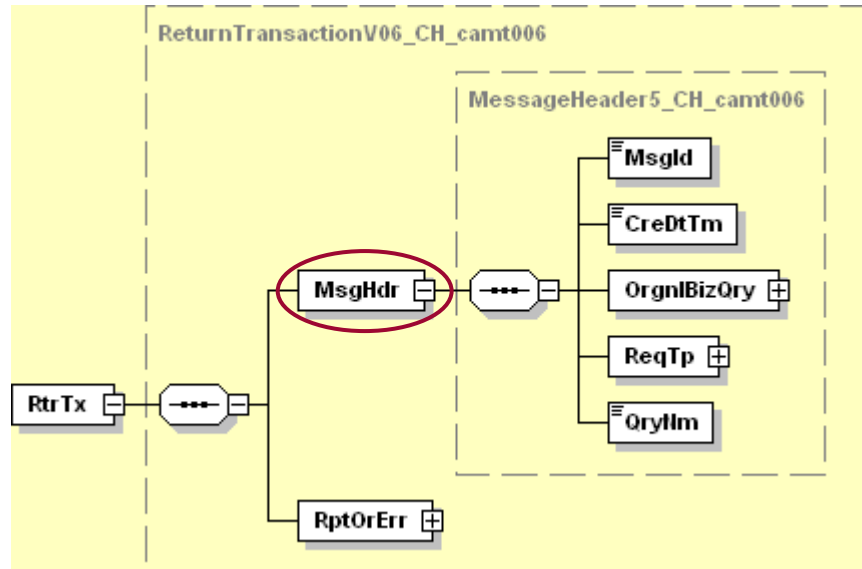 ReturnTransactionV06_CH_camt006
MessageHeader5_CH_camt006
MsgId
CreDtTm
MsgHdr
OrgnlBizQry
ReqTp
RtrTx
QryNm
RptOrErr